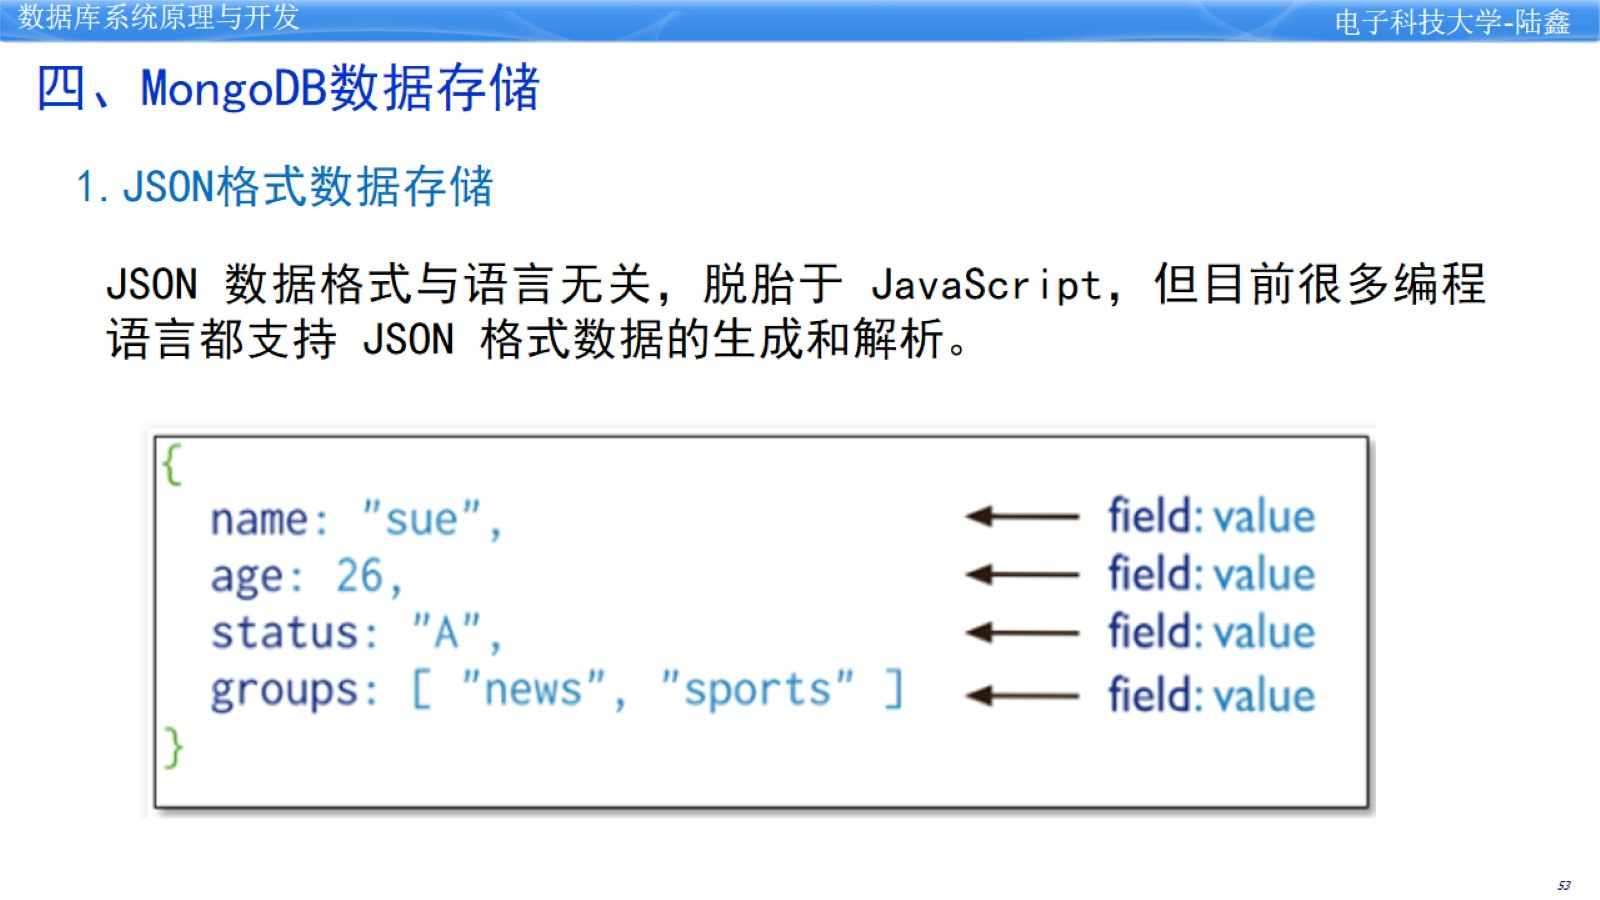 数据库系统原理与开发
电子科技大学-陆鑫
四、MongoDB数据存储
1.JSON格式数据存储
JSON 数据格式与语言无关，脱胎于 JavaScript，但目前很多编程
语言都支持 JSON 格式数据的生成和解析。
{
name: "sue", field: value
age: 26, field: value
status: "A", field: value
groups: [ "news", "sports" ] field: value
}
53